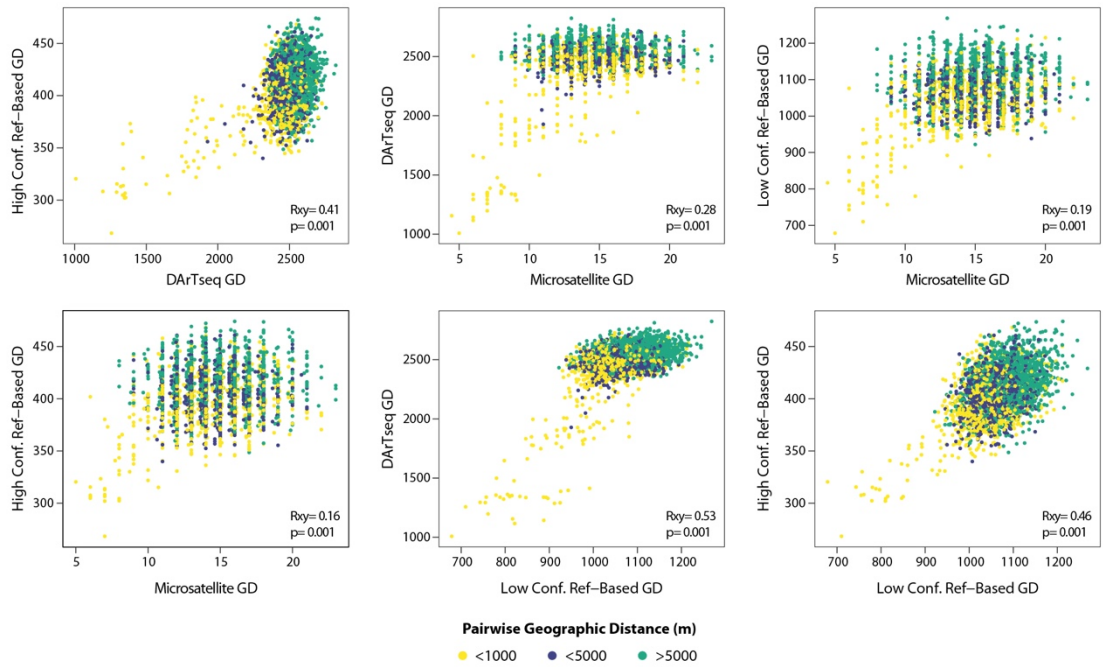 High Conf. Ref−Based GD
450
400
350
300
Rxy= 0.41
p= 0.001
1000 1500 2000 2500
DArTseq GD
DArTseq GD
2500
2000
1500
1000
Rxy= 0.28
p= 0.001
5 10 15 20
Microsatellite GD
Low Conf. Ref−Based GD
1200
1100
1000
900
800
700
Rxy= 0.19
p= 0.001
5 10 15 20
Microsatellite GD
High Conf. Ref−Based GD
450
400
350
300
Rxy= 0.16
p= 0.001
5 10 15 20
Microsatellite GD
DArTseq GD
2500
2000
1500
1000
Rxy= 0.53
p= 0.001
700 800 900 1000 1100 1200
Low Conf. Ref−Based GD
High Conf. Ref−Based GD
450
400
350
300
Rxy= 0.46
p= 0.001
700 800 900 1000 1100 1200
Low Conf. Ref−Based GD
Pairwise Geographic Distance (m)
<1000 <5000 >5000